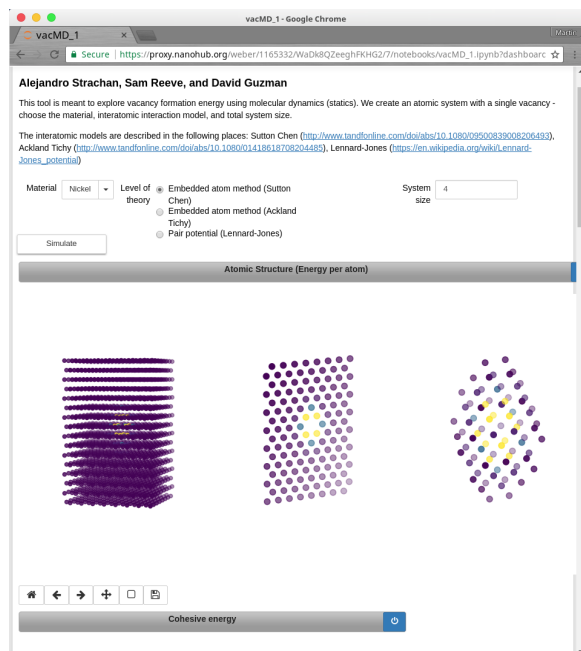 vacMD_1 - Google Chrome
vacMD_1
Martin
Secure | https://proxy.nanohub.org/weber/1165332/WaDk8QZeeghFKHG2/7/notebooks/vacMD_1.ipynb?dashboarc
Alejandro Strachan, Sam Reeve, and David Guzman
This tool is meant to explore vacancy formation energy using molecular dynamics (statics). We create an atomic system with a single vacancy -
choose the material, interatomic interaction model, and total system size.
The interatomic models are described in the following places: Sutton Chen (http://www.tandfonline.com/doi/abs/10.1080/09500839008206493),
Ackland Tichy (http://www.tandfonline.com/doi/abs/10.1080/01418618708204485), Lennard-Jones (https://en.wikipedia.org/wiki/Lennard-
Jones_potential)
Material Nickel Level of Embedded atom method (Sutton System 4
theory Chen) size
Embedded atom method (Ackland
Tichy)
Pair potential (Lennard-Jones)
Simulate
Atomic Structure (Energy per atom)
Cohesive energy